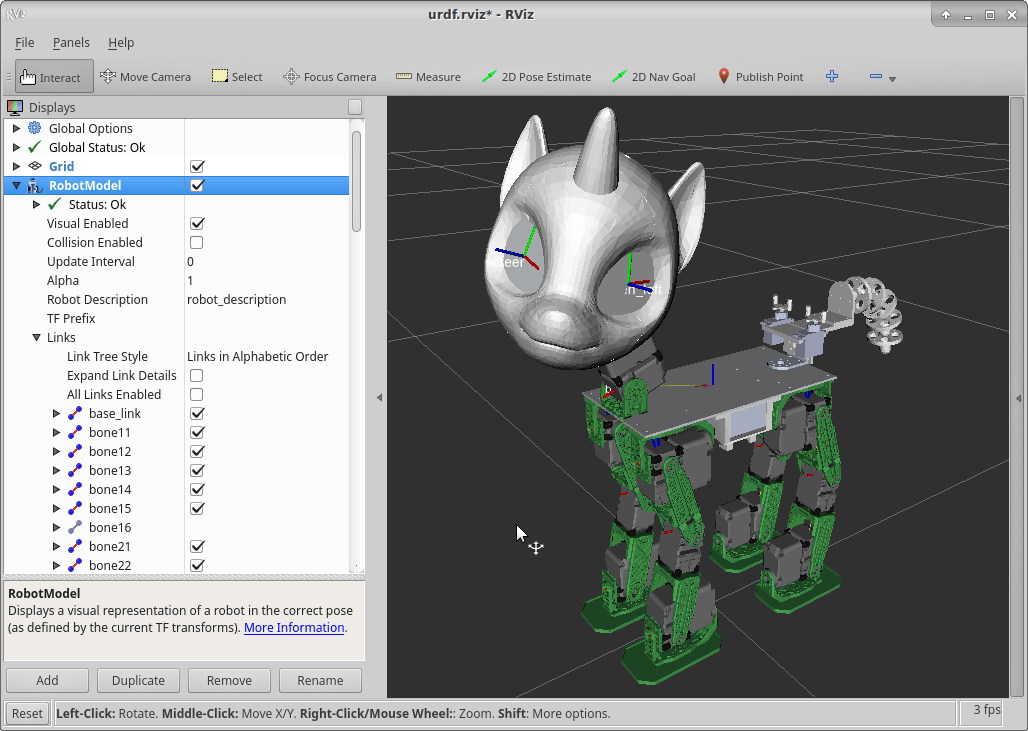 urdf.rviz* - RViz
File Panels Help
Interact Move Camera Select Focus Camera Measure 2D Pose Estimate 2D Nav Goal Publish Point
Displays
Global Options
Global Status: Ok
Grid
RobotModel
Status: Ok
Visual Enabled
Collision Enabled
Update Interval 0
Alpha 1
Robot Description robot_description
TF Prefix
Links
Link Tree Style Links in Alphabetic Order
Expand Link Details
All Links Enabled
base_link
bone11
bone12
bone13
bone14
bone15
bone16
bone21
bone22
RobotModel
Displays a visual representation of a robot in the correct pose
(as defined by the current TF transforms). More Information.
Add Duplicate Remove Rename
Reset Left-Click: Rotate. Middle-Click: Move X/Y. Right-Click/Mouse Wheel:: Zoom. Shift: More options. 3 fps